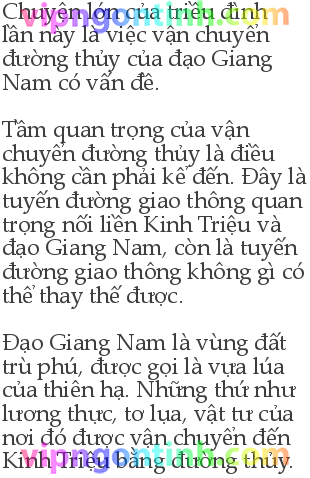 Chuyện lớn của triều đình
vipngontinh.com
lần này là việc vận chuyển
đường thủy của đạo Giang
Nam có vấn đề.
Tầm quan trọng của vận
chuyển đường thủy là điều
không cần phải kể đến. Đây là
tuyến đường giao thông quan
trọng nối liền Kinh Triệu và
đạo Giang Nam, còn là tuyến
đường giao thông không gì có
thể thay thế được.
Đạo Giang Nam là vùng đất
trù phú, được gọi là vựa lúa
của thiên hạ. Những thứ như
lương thực, tơ lụa, vật tư của
nơi đó được vận chuyển đến
Kinh Triệu bằng đường thủy.
vipngontinh.com